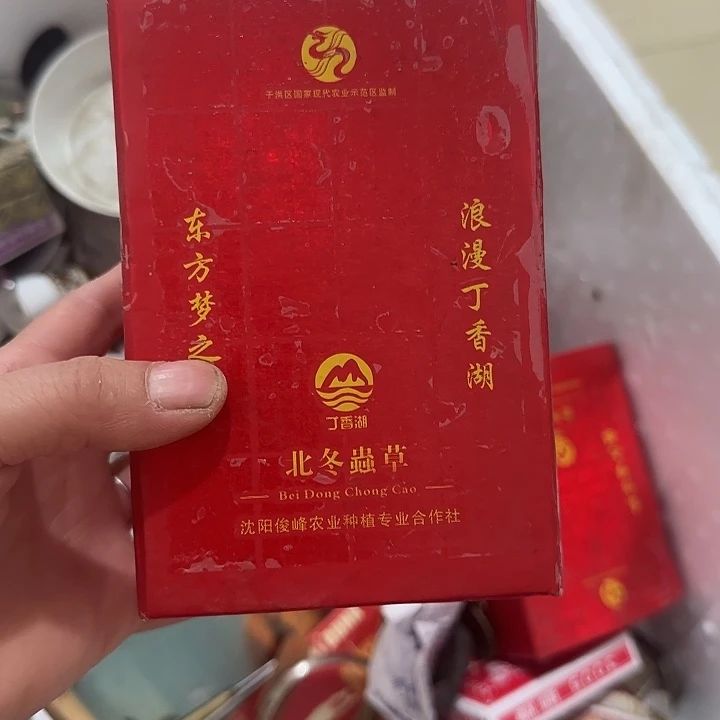 于洪区国家现代农业示范区监制
浪漫丁香湖
东方梦之
丁香湖
北冬蟲草
Bei Dong Chong Cao
沈阳俊峰农业种植专业合作社